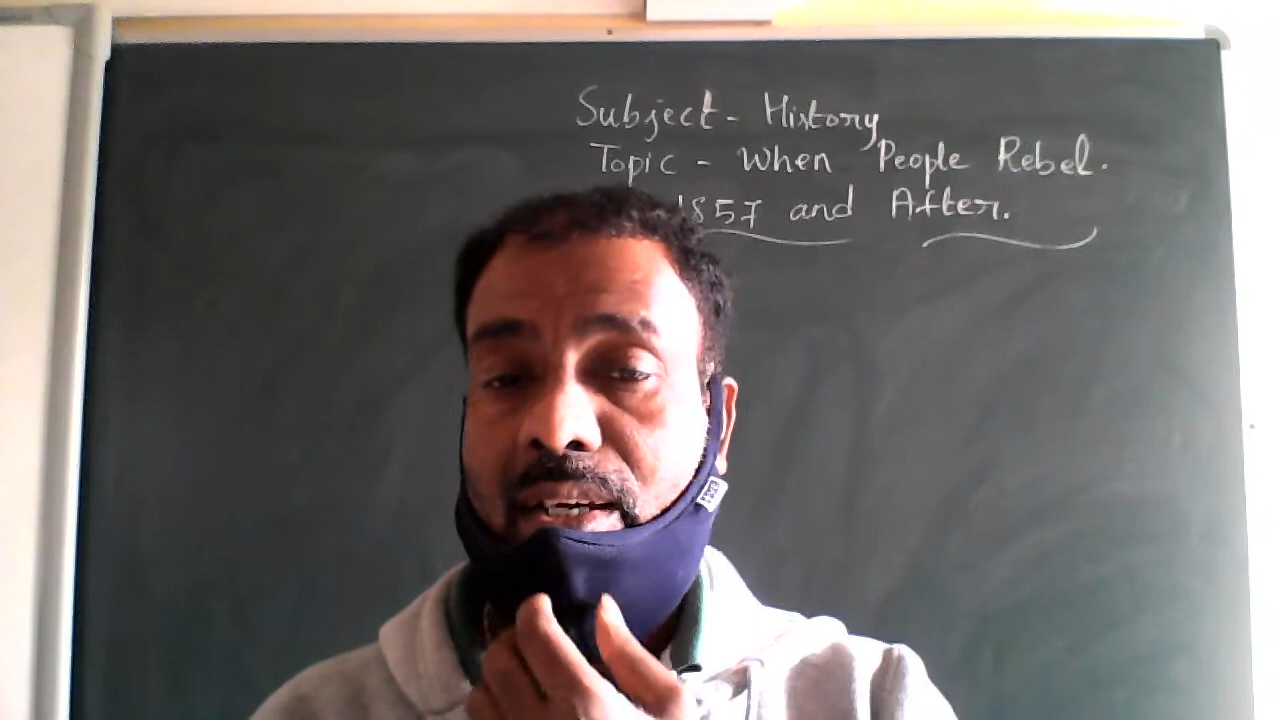 Subject - History
Topic - When People Rebel.
1857 and After.